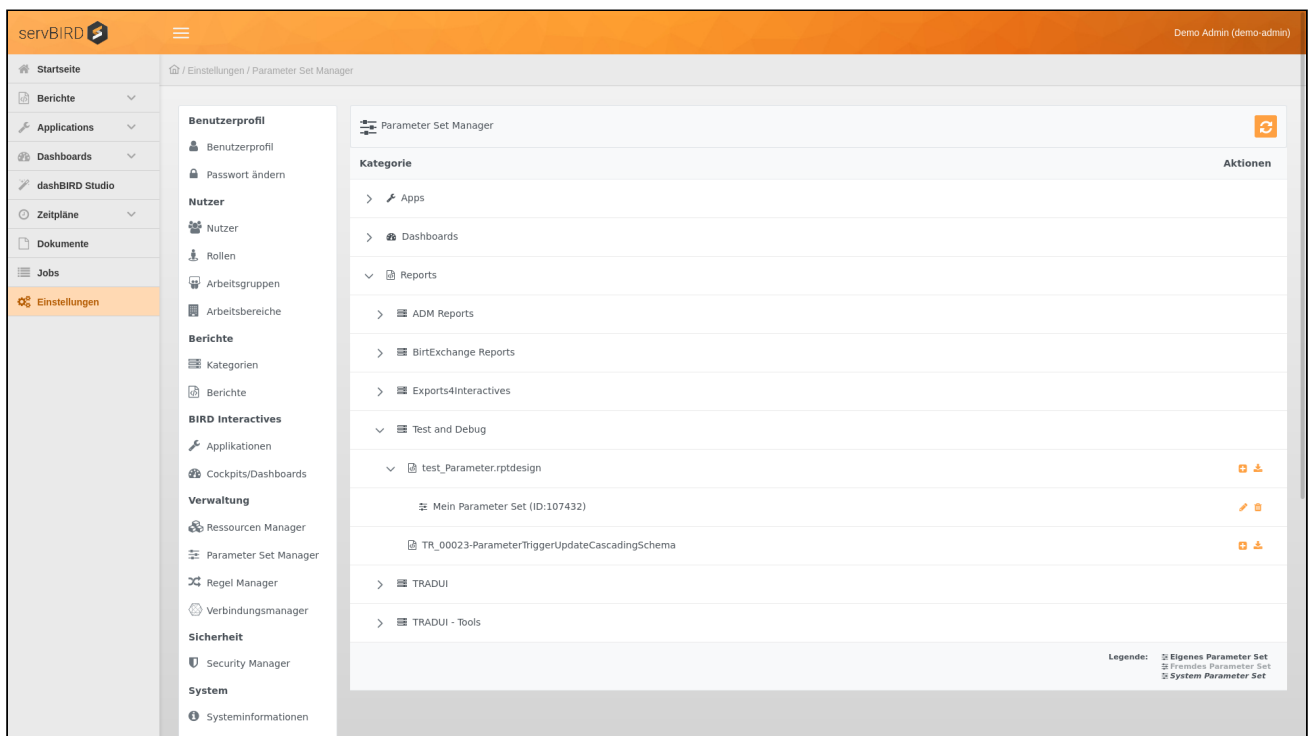 servBIRD
Demo Admin (demo-admin)
Startseite
Berichte
Applications
Dashboards
dashBIRD Studio
Zeitpläne
Dokumente
Jobs
Einstellungen
/ Einstellungen / Parameter Set Manager
Benutzerprofil
Benutzerprofil
Passwort ändern
Nutzer
Nutzer
Rollen
Arbeitsgruppen
Arbeitsbereiche
Berichte
Kategorien
Berichte
BIRD Interactives
Applikationen
Cockpits/Dashboards
Verwaltung
Ressourcen Manager
Parameter Set Manager
Regel Manager
Verbindungsmanager
Sicherheit
Security Manager
System
Systeminformationen
Parameter Set Manager
Kategorie Aktionen
Apps
Dashboards
Reports
ADM Reports
BirtExchange Reports
Exports4Interactives
Test and Debug
test_Parameter.rptdesign
Mein Parameter Set (ID:107432)
TR_00023-ParameterTriggerUpdateCascadingSchema
TRADUI
TRADUI - Tools
Legende: Eigenes Parameter Set
Fremdes Parameter Set
System Parameter Set